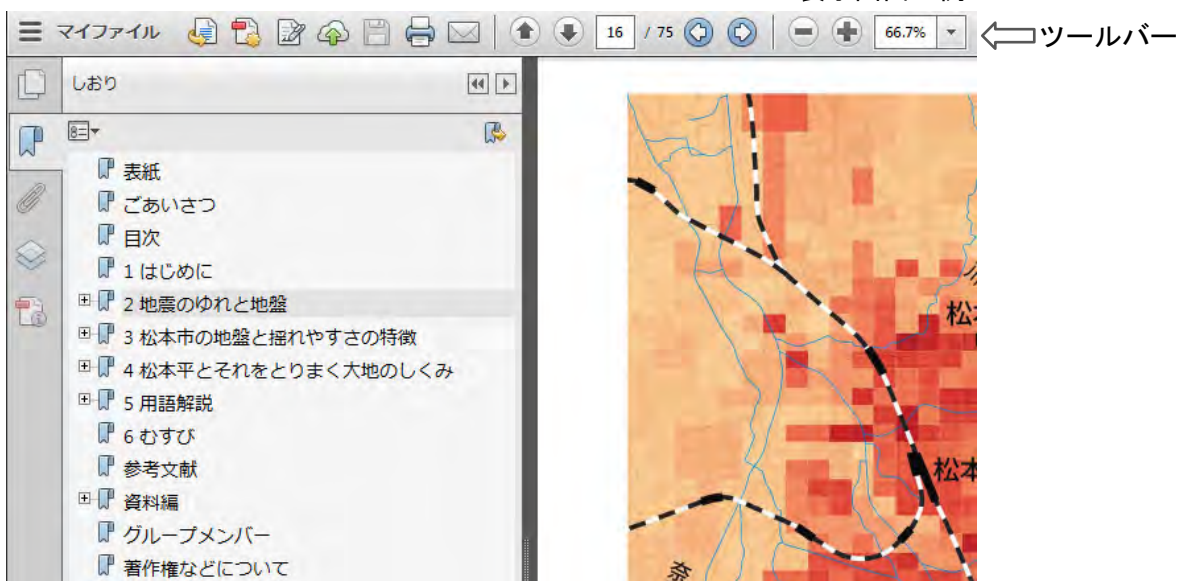 マイファイル 16 / 75 66.7% ツールバー
しおり
表紙
ごあいさつ
目次
1 はじめに
2 地震のゆれと地盤
3 松本市の地盤と揺れやすさの特徴
4 松本平とそれをとりまく大地のしくみ
5 用語解説
6 むすび
参考文献
資料編
グループメンバー
著作権などについて
松本
奈